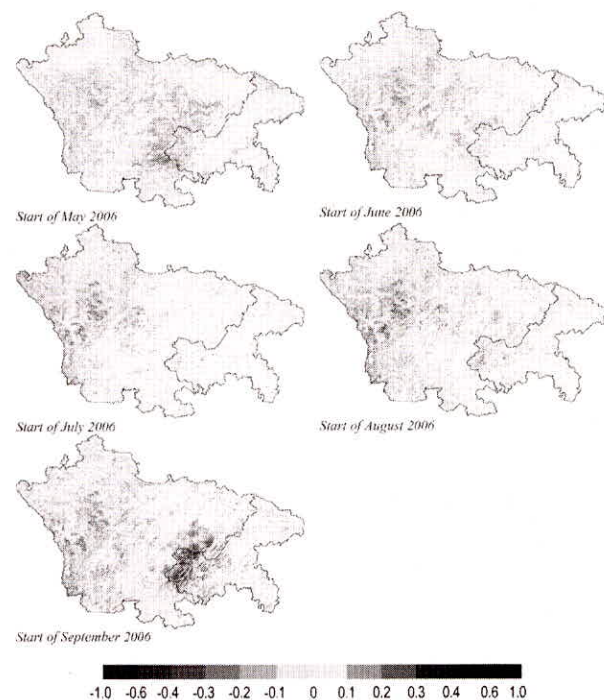 Start of May 2006
Start of June 2006
Start of July 2006
Start of August 2006
Start of September 2006
-1.0 -0.6 -0.4 -0.3 -0.2 -0.1 0 0.1 0.2 0.3 0.4 0.6 1.0